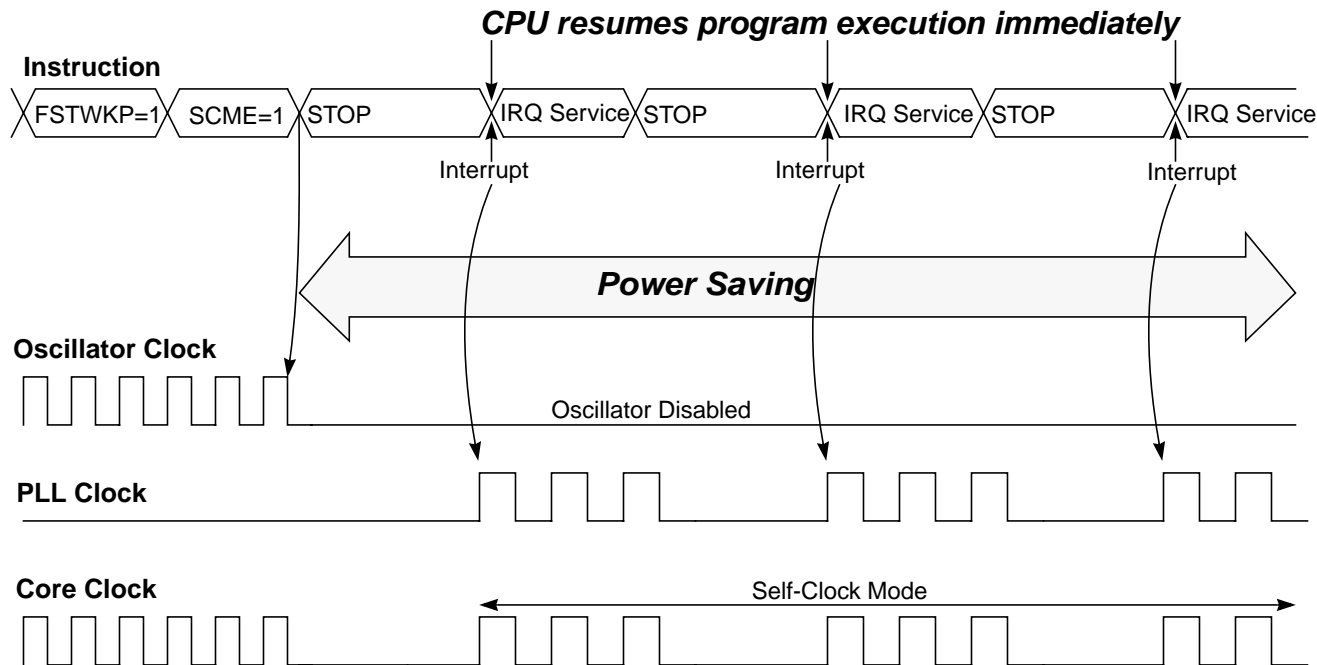 CPU resumes program execution immediately
Instruction
FSTWKP=1 SCME=1 STOP IRQ Service STOP IRQ Service STOP IRQ Service
Interrupt Interrupt Interrupt
Power Saving
Oscillator Clock
Oscillator Disabled
PLL Clock
Core Clock
Self-Clock Mode